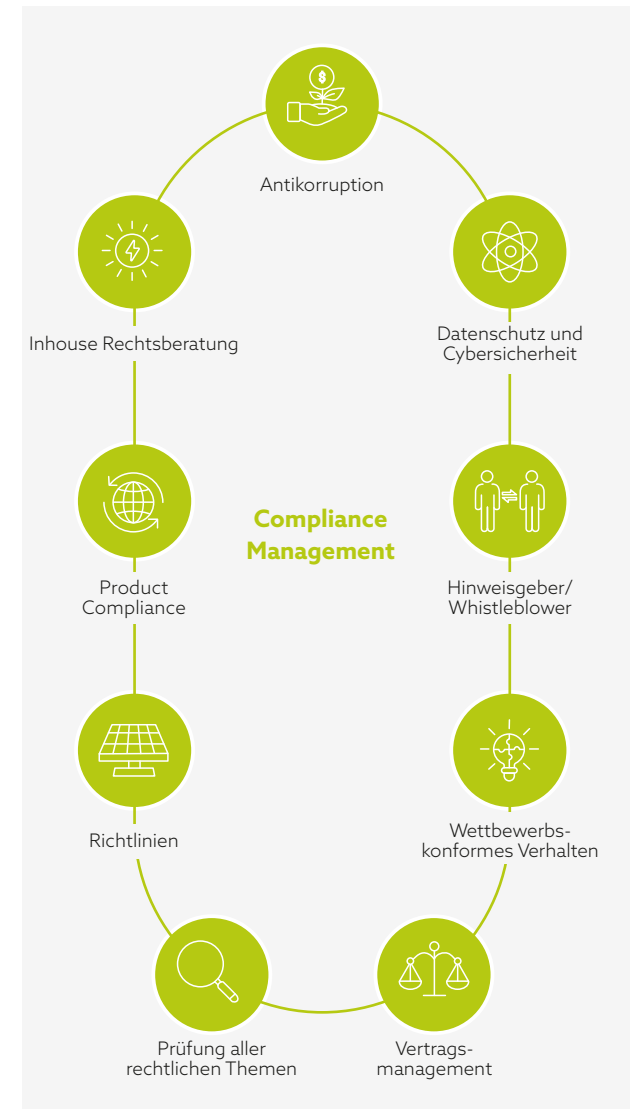 Antikorruption
Datenschutz und
Cybersicherheit
Hinweisgeber/
Whistleblower
Wettbewerbs-
konformes Verhalten
Vertrags-
management
Prüfung aller
rechtlichen Themen
Richtlinien
Product
Compliance
Inhouse Rechtsberatung
Compliance
Management